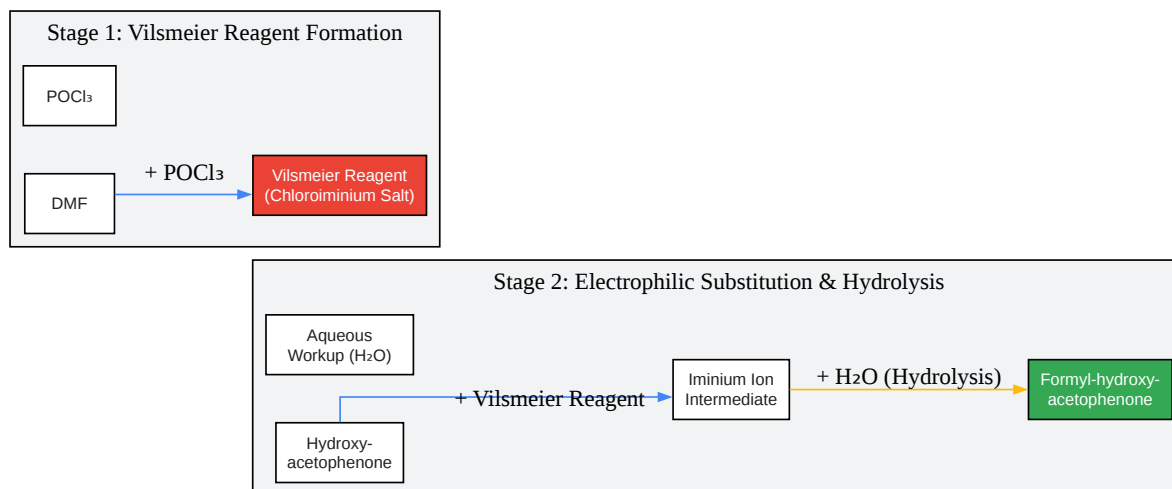 Stage 1: Vilsmeier Reagent Formation
POCl₃
+ POCl₃
DMF
Vilsmeier Reagent
(Chloroiminium Salt)
Stage 2: Electrophilic Substitution & Hydrolysis
Aqueous
Workup (H₂O)
+ Vilsmeier Reagent
Hydroxy-
acetophenone
Iminium Ion
Intermediate
+ H₂O (Hydrolysis)
Formyl-hydroxy-
acetophenone